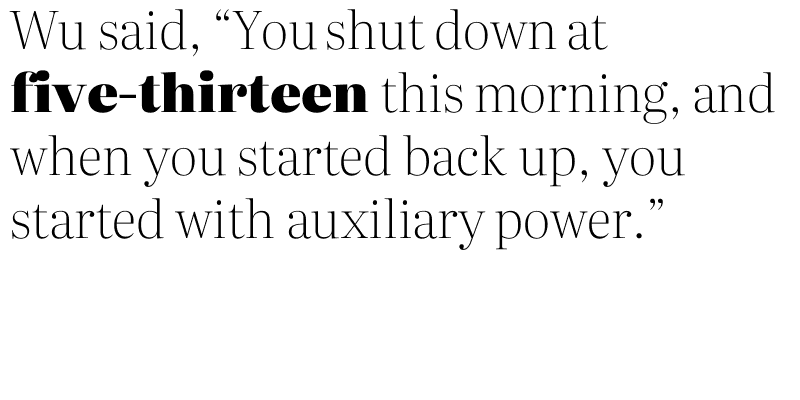 Wu said, “You shut down at
five-thirteen this morning, and
when you started back up, you
started with auxiliary power.”